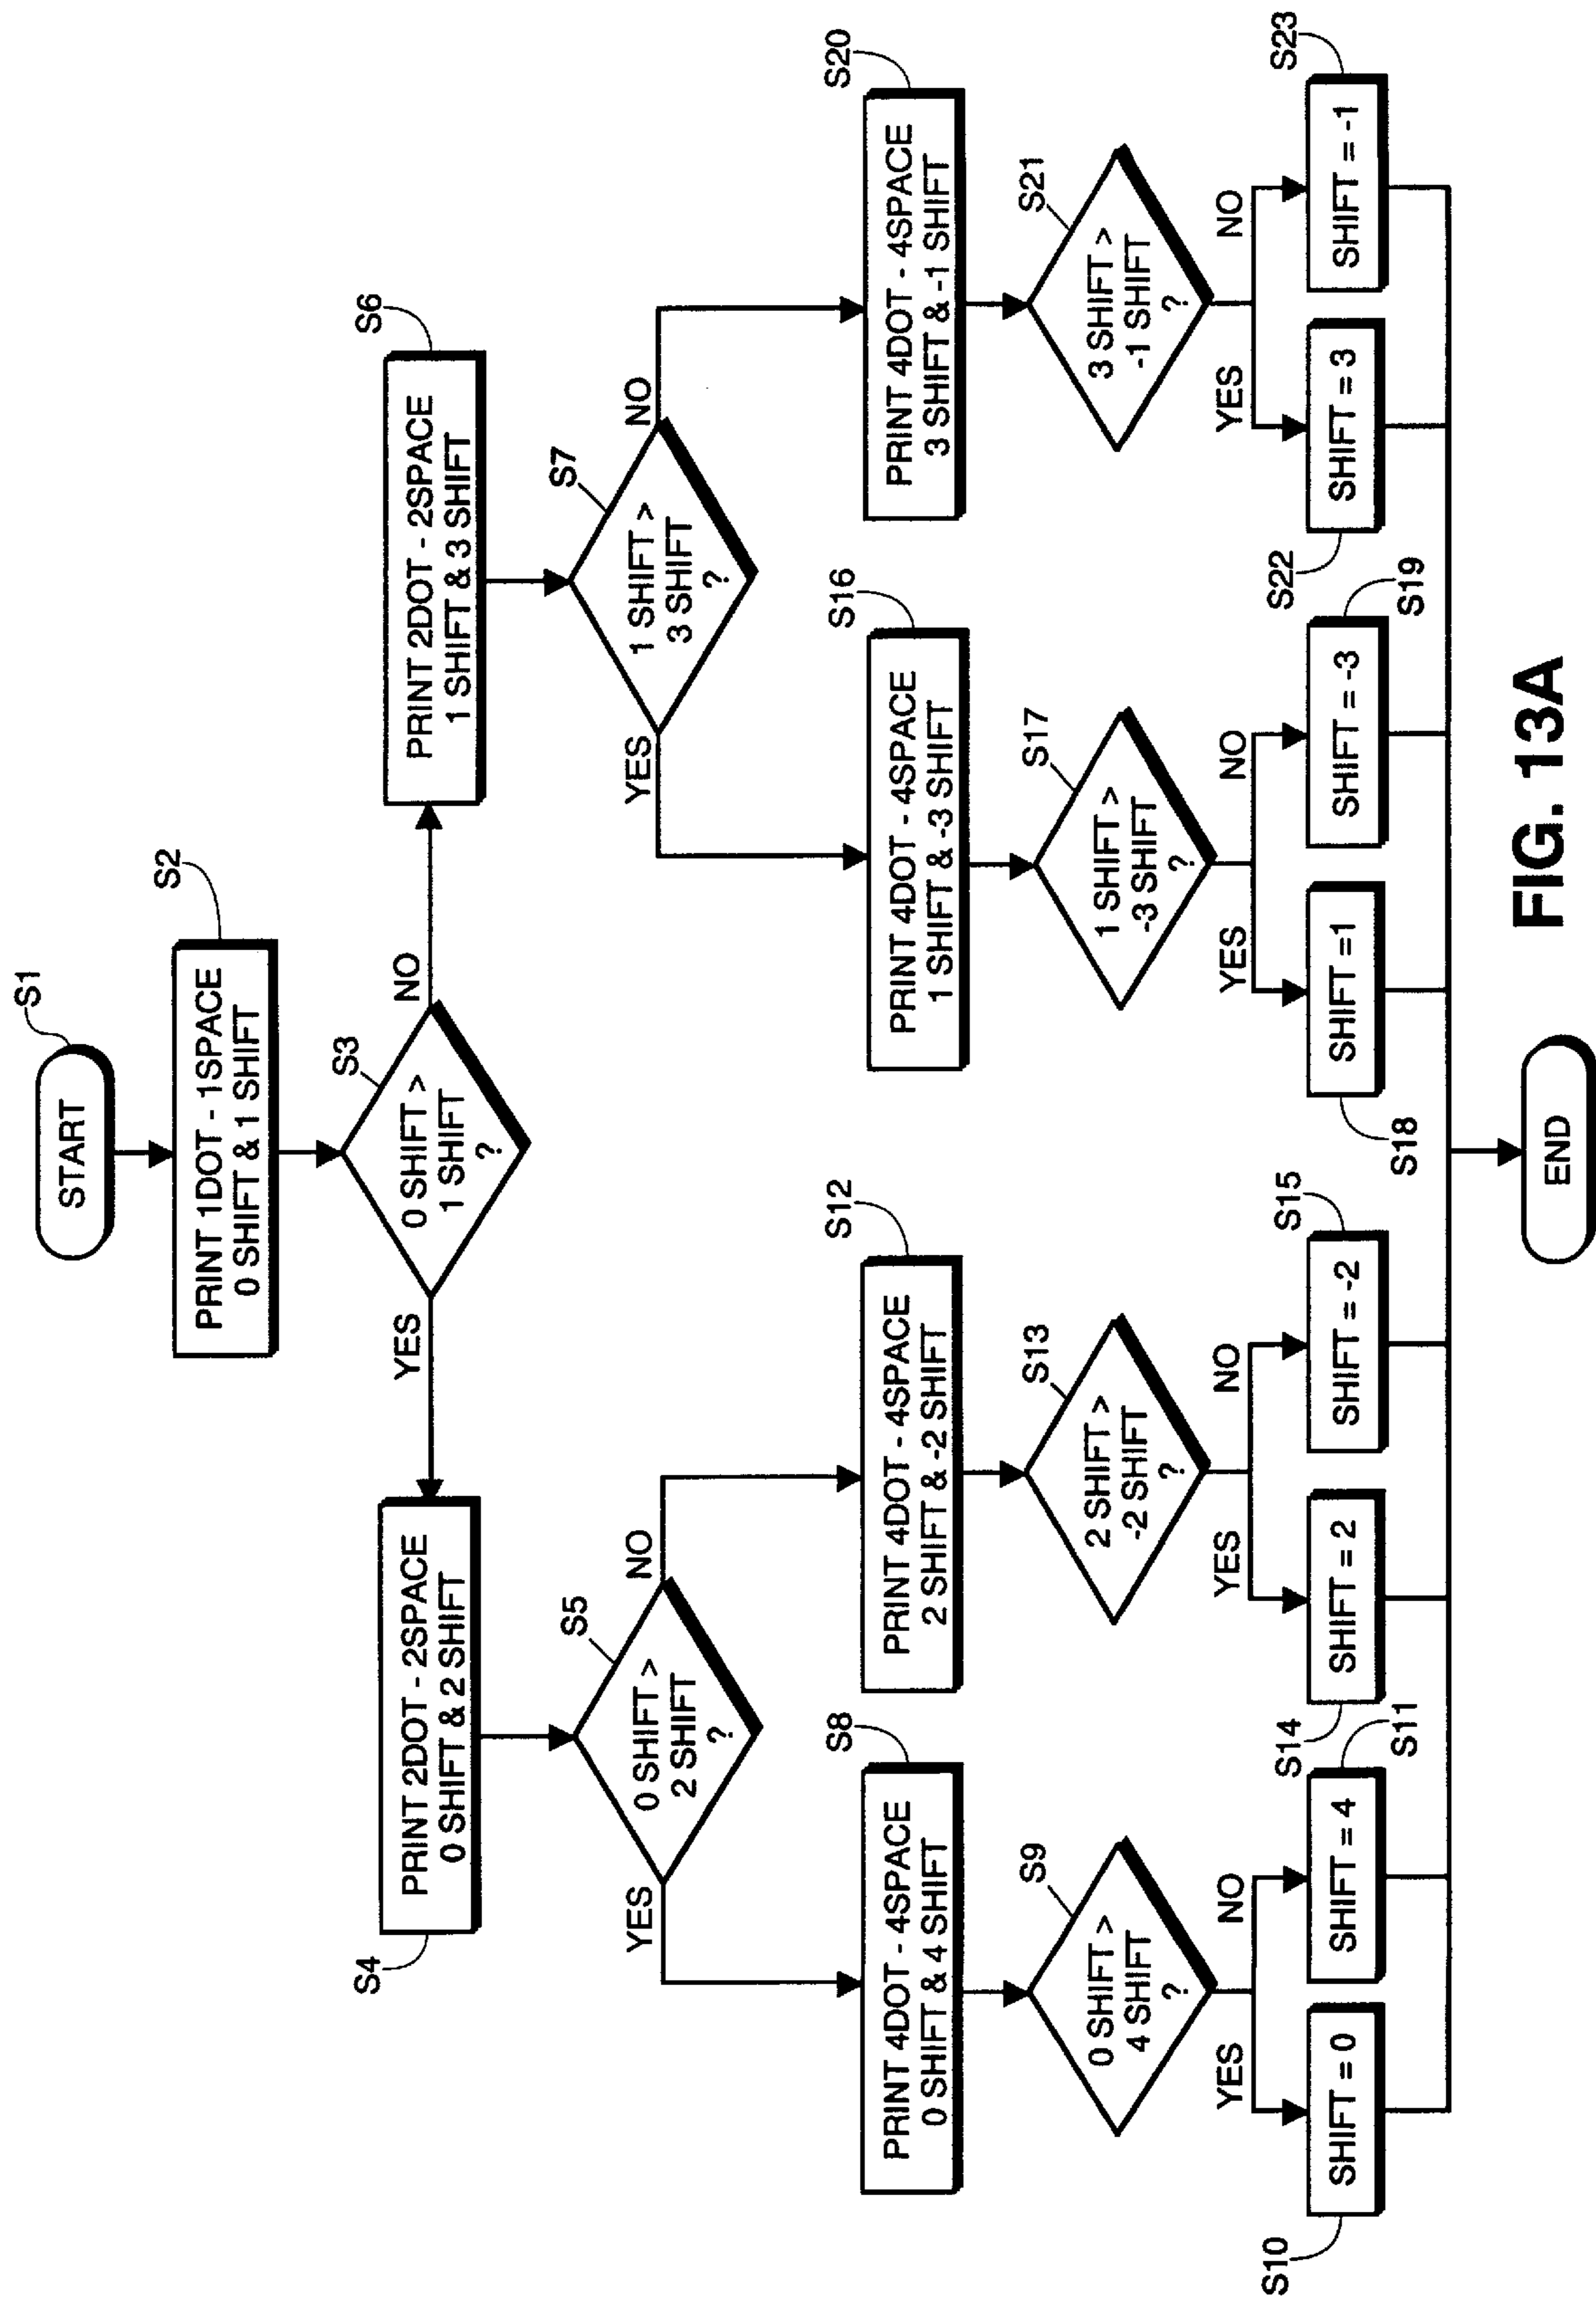 START
S1
PRINT 1DOT - 1SPACE
0 SHIFT & 1 SHIFT
S2
0 SHIFT >
1 SHIFT
?
S3
YES
NO
PRINT 2DOT - 2SPACE
0 SHIFT & 2 SHIFT
S4
PRINT 2DOT - 2SPACE
1 SHIFT & 3 SHIFT
S6
0 SHIFT >
2 SHIFT
?
S5
YES
NO
1 SHIFT >
3 SHIFT
?
S7
YES
NO
PRINT 4DOT - 4SPACE
0 SHIFT & 4 SHIFT
S8
PRINT 4DOT - 4SPACE
2 SHIFT & -2 SHIFT
S12
PRINT 4DOT - 4SPACE
1 SHIFT & -3 SHIFT
S16
PRINT 4DOT - 4SPACE
3 SHIFT & -1 SHIFT
S20
0 SHIFT >
4 SHIFT
?
S9
2 SHIFT >
-2 SHIFT
?
S13
1 SHIFT >
-3 SHIFT
?
S17
3 SHIFT >
-1 SHIFT
?
S21
YES
NO
YES
NO
YES
NO
YES
NO
S10
SHIFT = 0
SHIFT = 4
S11
S14
SHIFT = 2
SHIFT = -2
S15
S18
SHIFT =1
SHIFT = -3
S19
S22
SHIFT = 3
SHIFT = -1
S23
END
FIG. 13A